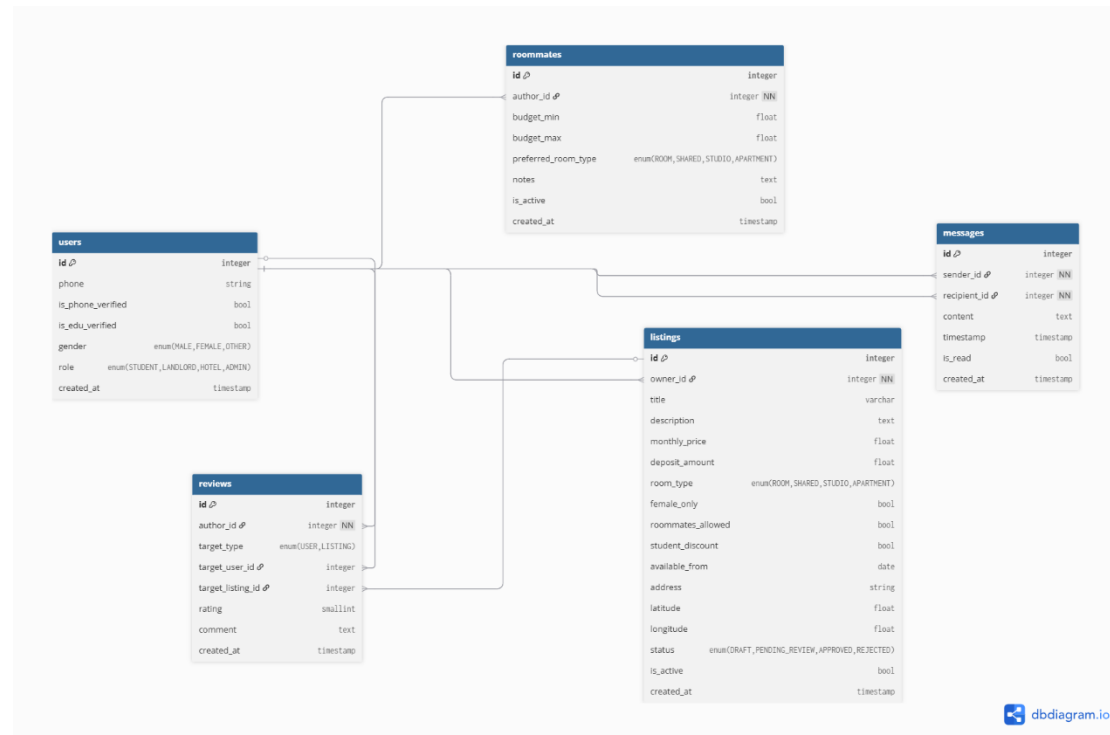 roommates
id integer
author_id integer NN
budget_min float
budget_max float
preferred_room_type enum(ROOM,SHARED,STUDIO,APARTMENT)
notes text
is_active bool
created_at timestamp
users
id integer
phone string
is_phone_verified bool
is_edu_verified bool
gender enum(MALE,FEMALE,OTHER)
role enum(STUDENT,LANDLORD,HOTEL,ADMIN)
created_at timestamp
messages
id integer
sender_id integer NN
recipient_id integer NN
content text
timestamp timestamp
is_read bool
created_at timestamp
listings
id integer
owner_id integer NN
title varchar
description text
monthly_price float
deposit_amount float
room_type enum(ROOM,SHARED,STUDIO,APARTMENT)
female_only bool
roommates_allowed bool
student_discount bool
available_from date
address string
latitude float
longitude float
status enum(DRAFT,PENDING_REVIEW,APPROVED,REJECTED)
is_active bool
created_at timestamp
reviews
id integer
author_id integer NN
target_type enum(USER,LISTING)
target_user_id integer
target_listing_id integer
rating smallint
comment text
created_at timestamp
dbdiagram.io